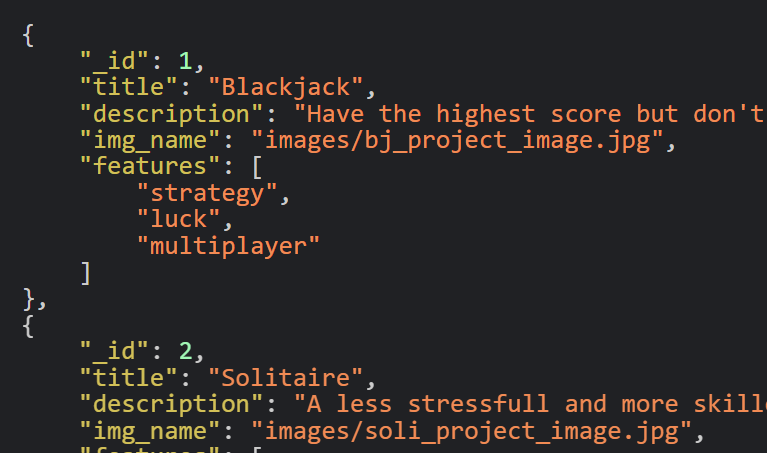 {
"_id": 1,
"title": "Blackjack",
"description": "Have the highest score but don't
"img_name": "images/bj_project_image.jpg",
"features": [
"strategy",
"luck",
"multiplayer"
]
},
{
"_id": 2,
"title": "Solitaire",
"description": "A less stressfull and more skill
"img_name": "images/soli_project_image.jpg",
"features": [